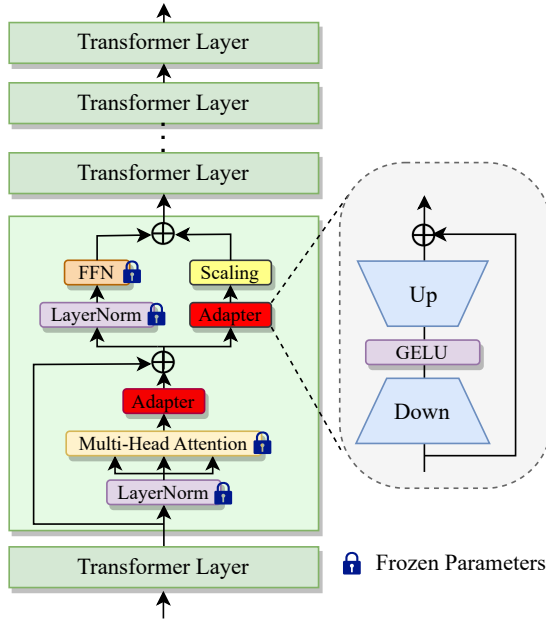 Transformer Layer
Transformer Layer
Transformer Layer
FFN
Scaling
LayerNorm
Adapter
Adapter
Multi-Head Attention
LayerNorm
Transformer Layer
Up
GELU
Down
Frozen Parameters